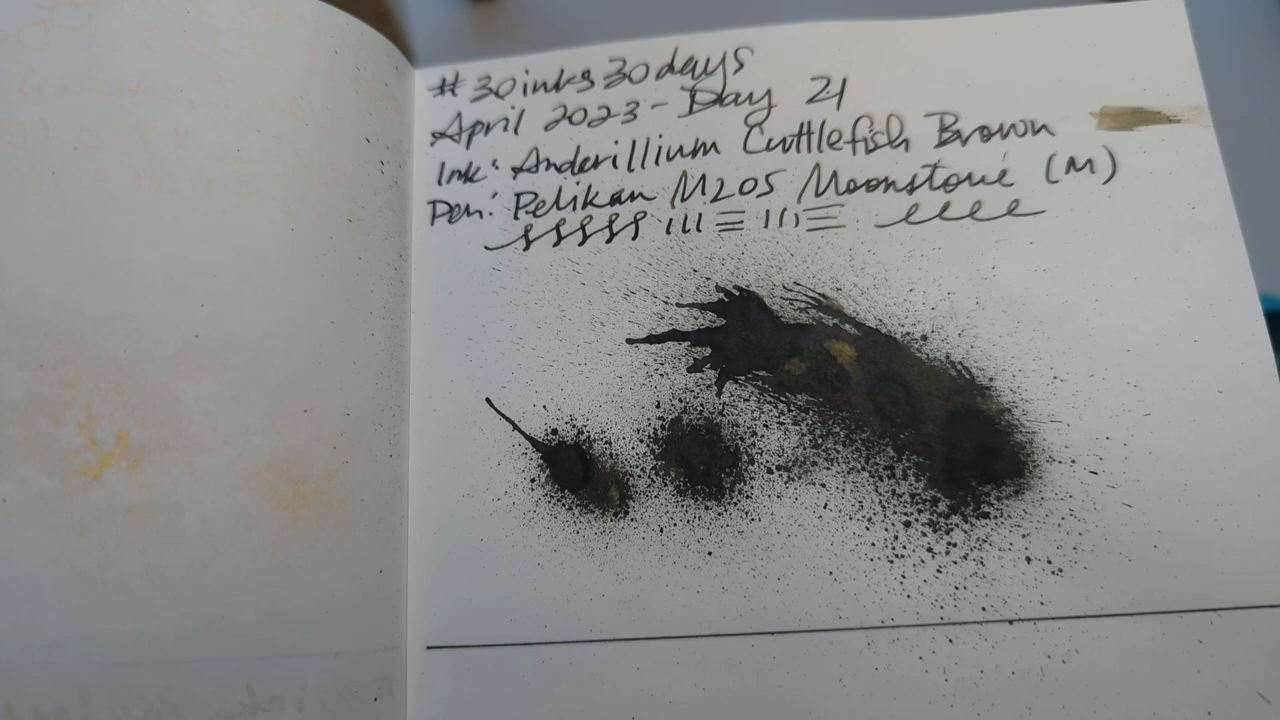 #30inks30days
April 2023 - Day 21
Ink: Anderillium Cuttlefish Brown
Pen: Pelikan M205 Moonstone (M)